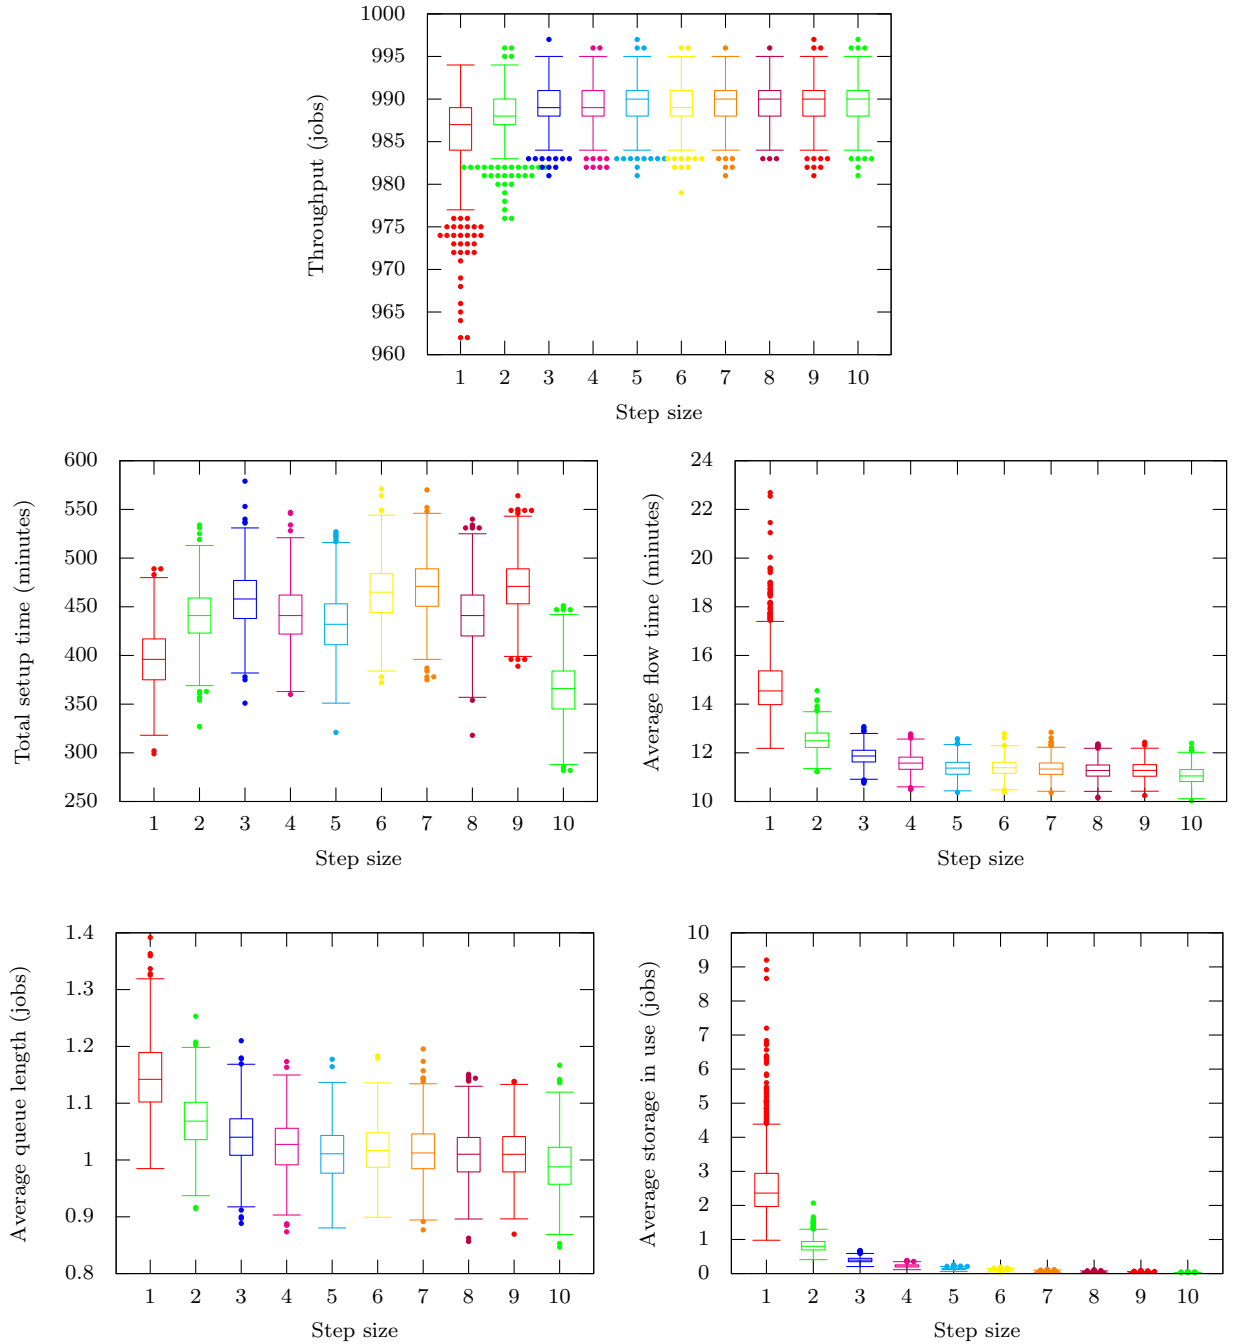 1000
995
990
985
980
975
970
965
960
Throughput (jobs)
1 2 3 4 5 6 7 8 9 10
Step size
600
550
500
450
400
350
300
250
Total setup time (minutes)
1 2 3 4 5 6 7 8 9 10
Step size
24
22
20
18
16
14
12
10
Average flow time (minutes)
1 2 3 4 5 6 7 8 9 10
Step size
1.4
1.3
1.2
1.1
1
0.9
0.8
Average queue length (jobs)
1 2 3 4 5 6 7 8 9 10
Step size
10
9
8
7
6
5
4
3
2
1
0
Average storage in use (jobs)
1 2 3 4 5 6 7 8 9 10
Step size